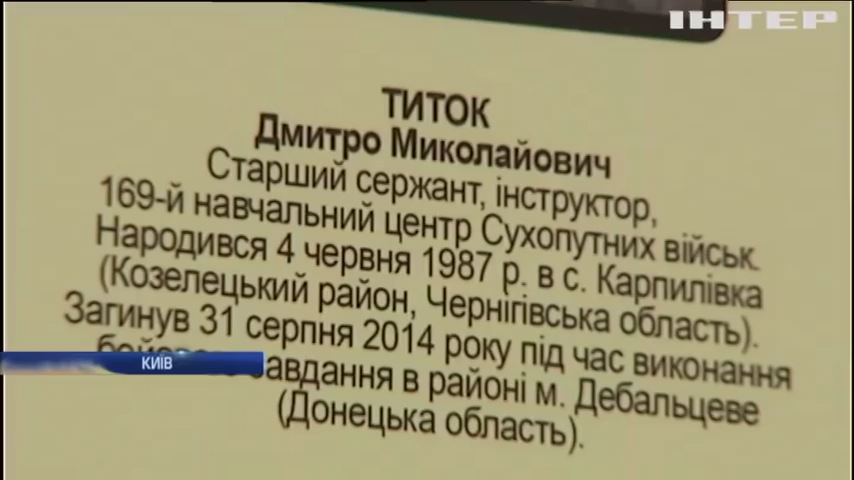 ІНТЕР
ТИТОК
Дмитро Миколайович
Старший сержант, інструктор,
169-й навчальний центр Сухопутних військ.
Народився 4 червня 1987 р. в с. Карпилівка
(Козелецький район, Чернігівська область).
Загинув 31 серпня 2014 року під час виконання
завдання в районі м. Дебальцеве
(Донецька область).
КИЇВ